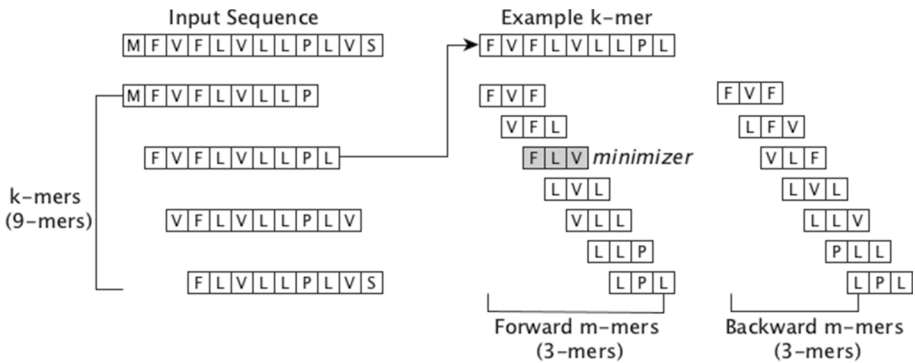 Input Sequence
M F V F L V L L P L V S
M F V F L V L L P
F V F L V L L P L
V F L V L L P L V
F L V L L P L V S
k-mers
(9-mers)
Example k-mer
F V F L V L L P L
F V F
V F L
F L V minimizer
L V L
V L L
L L P
L P L
Forward m-mers
(3-mers)
F V F
L F V
V L F
L V L
L L V
P L L
L P L
Backward m-mers
(3-mers)